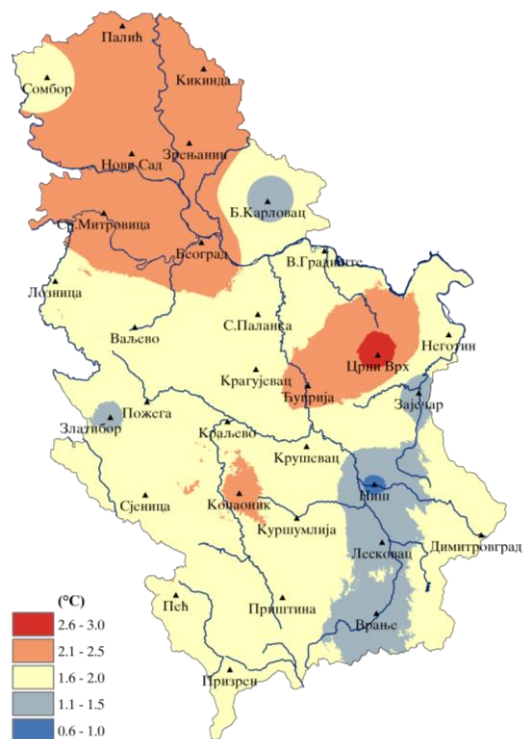 Палић
Сомбор
Кикинда
Зрењанин
Нови Сад
Б.Карловац
Ср.Митровица
Београд
В.Градиште
Лозница
С.Паланка
Ваљево
Неготин
Црни Врх
Крагујевац
Ћуприја
Зајечар
Пожега
Златибор
Краљево
Крушевац
Ниш
Сјеница
Копаоник
Куршумлија
Димитровград
Лесковац
Пећ
Приштина
Врање
Призрен
(°C)
2.6 - 3.0
2.1 - 2.5
1.6 - 2.0
1.1 - 1.5
0.6 - 1.0